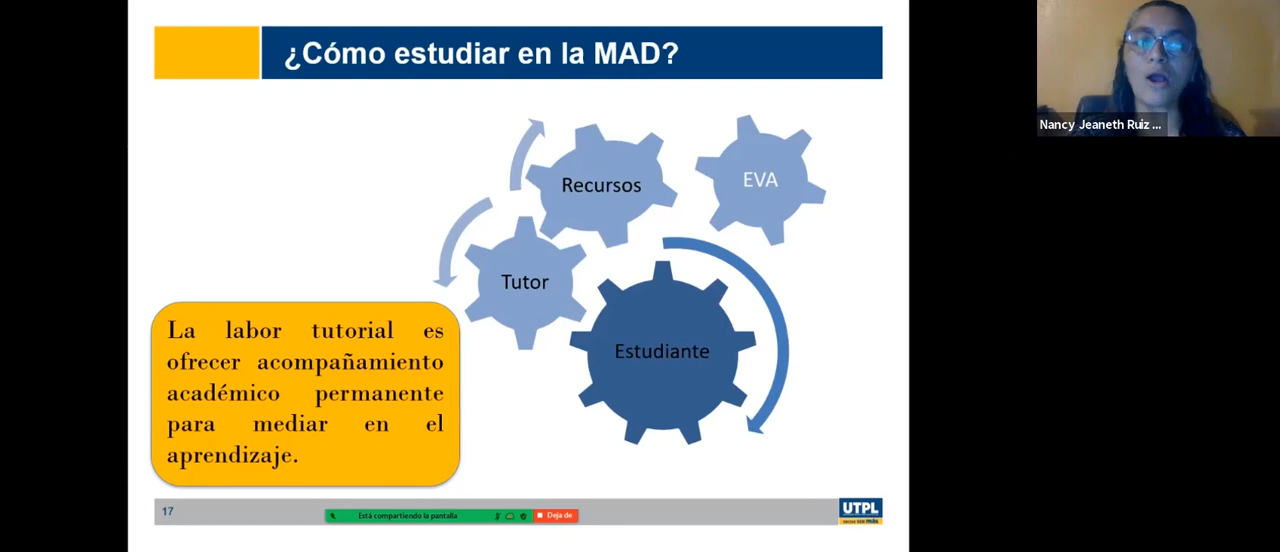 ¿Cómo estudiar en la MAD?
Nancy Jeaneth Ruiz ...
Recursos
EVA
Tutor
Estudiante
La labor tutorial es
ofrecer acompañamiento
académico permanente
para mediar en el
aprendizaje.
17
Está compartiendo la pantalla
Deja de
UTPL